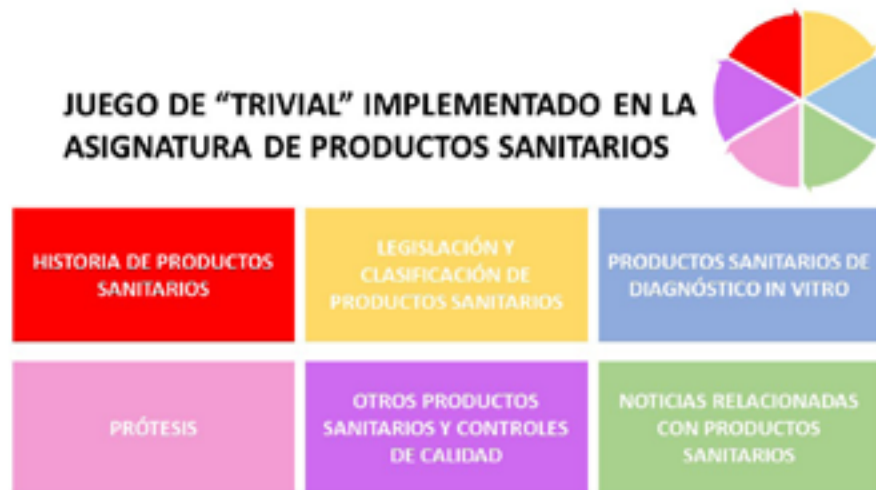 JUEGO DE “TRIVIAL” IMPLEMENTADO EN LA
ASIGNATURA DE PRODUCTOS SANITARIOS
HISTORIA DE PRODUCTOS
SANITARIOS
LEGISLACIÓN Y
CLASIFICACIÓN DE
PRODUCTOS SANITARIOS
PRODUCTOS SANITARIOS DE
DIAGNÓSTICO IN VITRO
PRÓTESIS
OTROS PRODUCTOS
SANITARIOS Y CONTROLES
DE CALIDAD
NOTICIAS RELACIONADAS
CON PRODUCTOS
SANITARIOS